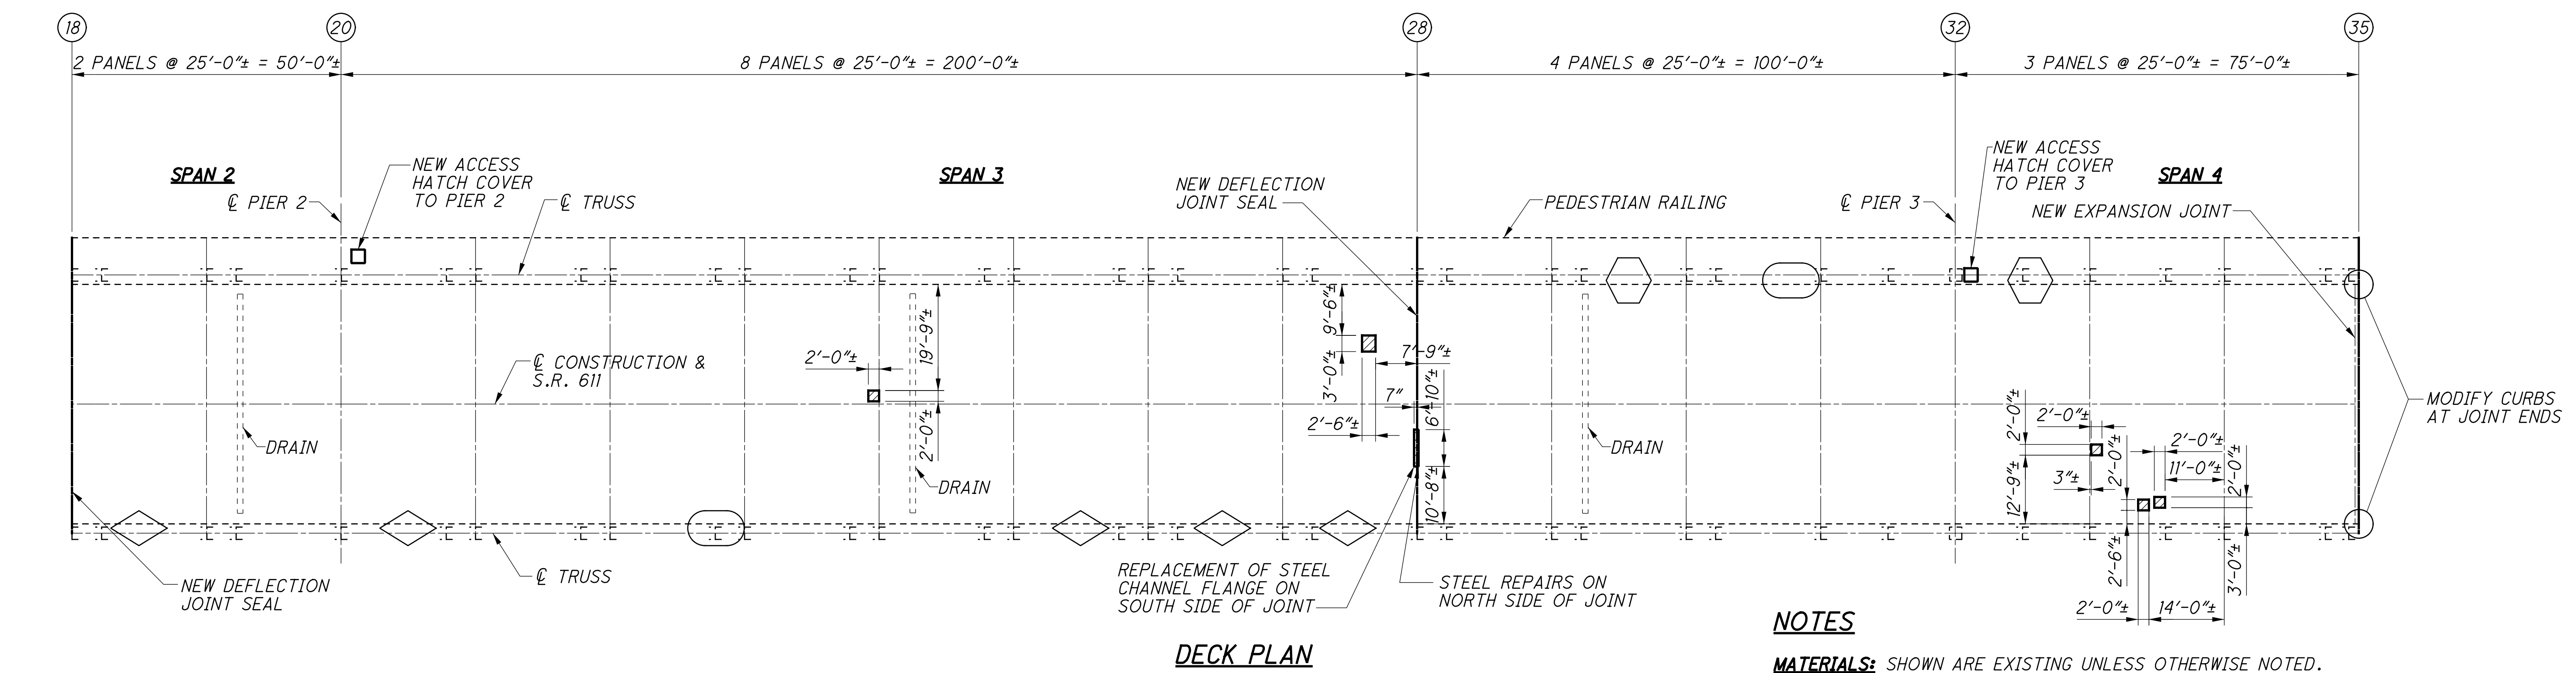 18
20
28
32
35
2 PANELS @ 25'-0"± = 50'-0"±
8 PANELS @ 25'-0"± = 200'-0"±
4 PANELS @ 25'-0"± = 100'-0"±
3 PANELS @ 25'-0"± = 75'-0"±
SPAN 2
℄ PIER 2
NEW ACCESS
HATCH COVER
TO PIER 2
℄ TRUSS
SPAN 3
NEW DEFLECTION
JOINT SEAL
PEDESTRIAN RAILING
℄ PIER 3
NEW ACCESS
HATCH COVER
TO PIER 3
SPAN 4
NEW EXPANSION JOINT
℄ CONSTRUCTION &
S.R. 611
2'-0"±
19'-9"±
2'-0"±
9'-6"±
3'-0"±
7'-9"±
7"
6'-10"±
2'-6"±
10'-8"±
DRAIN
DRAIN
DRAIN
2'-0"±
2'-0"±
12'-9"±
3"±
2'-0"±
2'-0"±
11'-0"±
2'-0"±
2'-6"±
3'-0"±
2'-0"±
14'-0"±
MODIFY CURBS
AT JOINT ENDS
NEW DEFLECTION
JOINT SEAL
℄ TRUSS
REPLACEMENT OF STEEL
CHANNEL FLANGE ON
SOUTH SIDE OF JOINT
STEEL REPAIRS ON
NORTH SIDE OF JOINT
DECK PLAN
NOTES
MATERIALS: SHOWN ARE EXISTING UNLESS OTHERWISE NOTED.